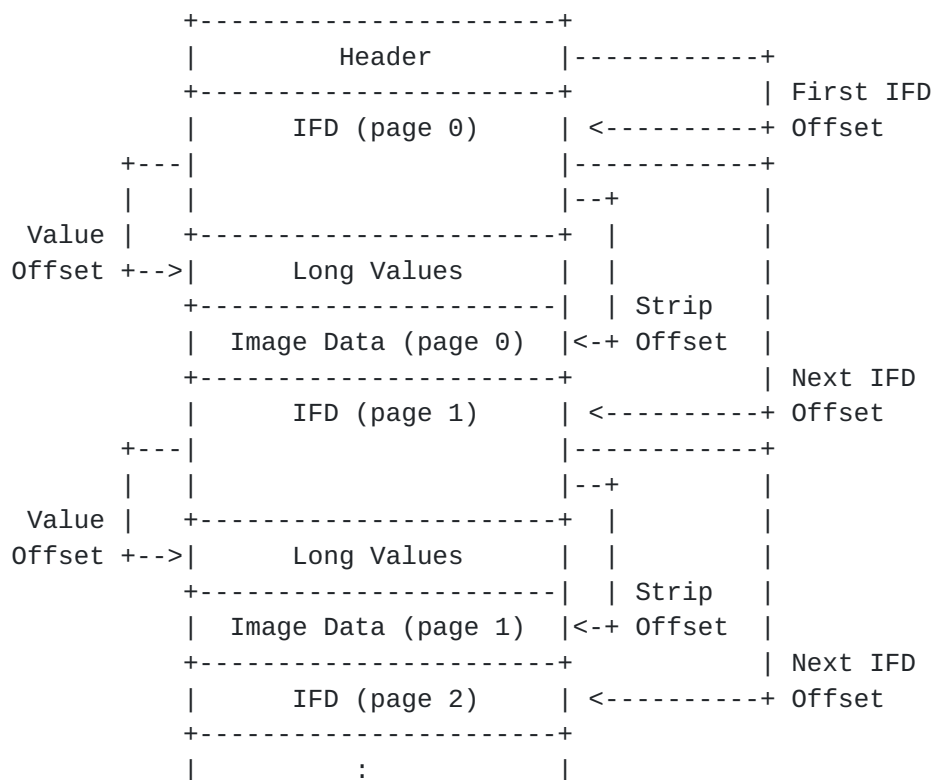 Header
First IFD
IFD (page 0) Offset
Value
Offset Long Values
Strip
Image Data (page 0) Offset
Next IFD
IFD (page 1) Offset
Value
Offset Long Values
Strip
Image Data (page 1) Offset
Next IFD
IFD (page 2) Offset
: